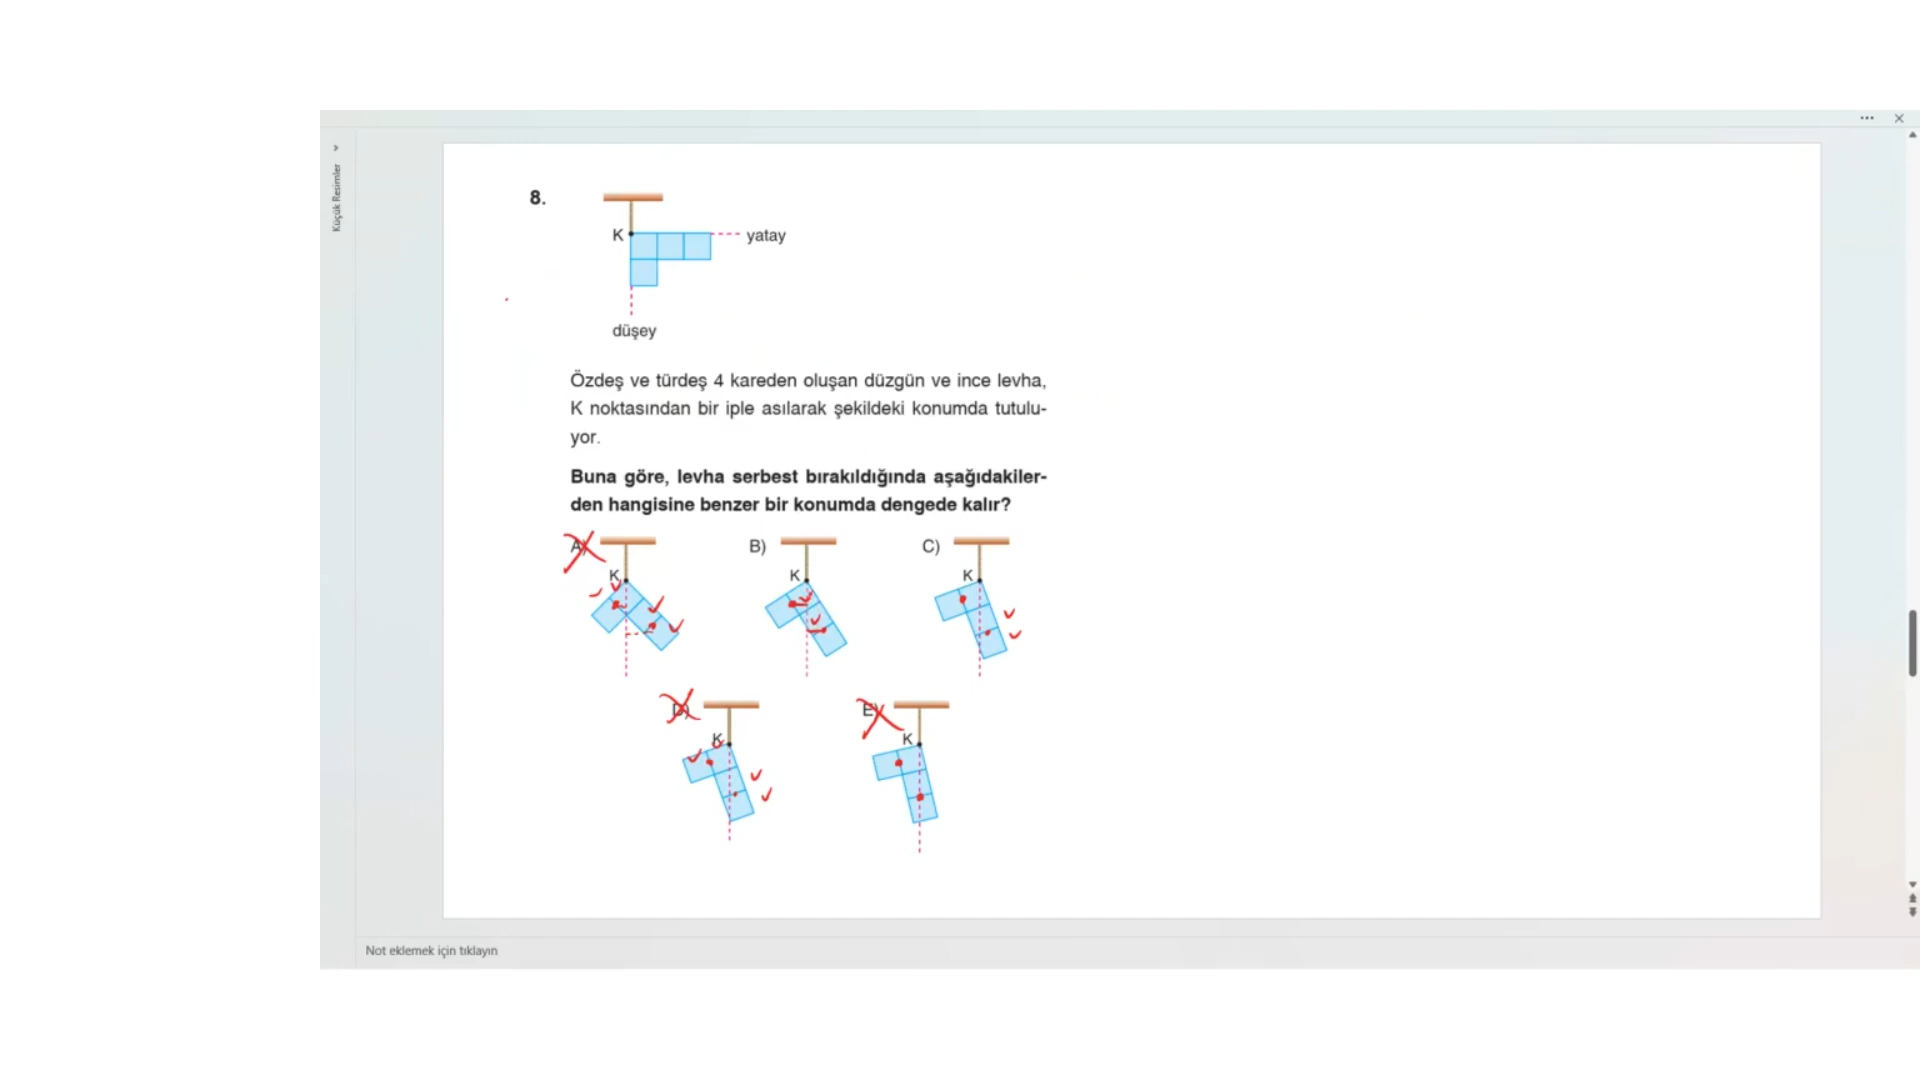 Küçük Resimler
8.
K
yatay
düşey
Özdeş ve türdeş 4 kareden oluşan düzgün ve ince levha,
K noktasından bir iple asılarak şekildeki konumda tutulu-
yor.
Buna göre, levha serbest bırakıldığında aşağıdakiler-
den hangisine benzer bir konumda dengede kalır?
A)
K
B)
K
C)
K
D)
K
E)
K
Not eklemek için tıklayın